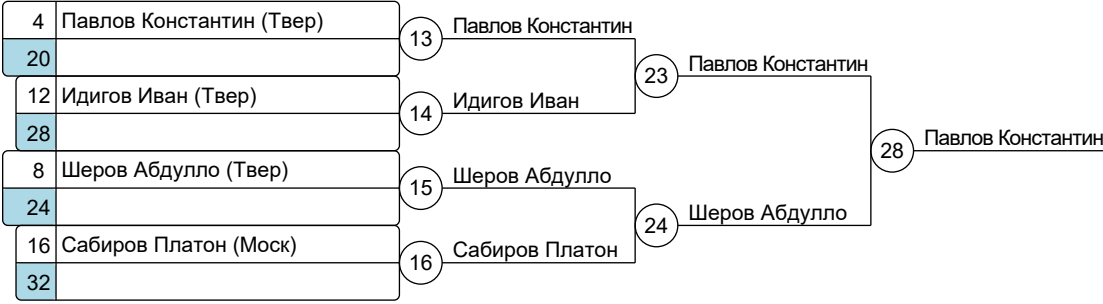 4 Павлов Константин (Твер)
20
13 Павлов Константин
12 Идигов Иван (Твер)
28
14 Идигов Иван
23 Павлов Константин
8 Шеров Абдулло (Твер)
24
15 Шеров Абдулло
16 Сабиров Платон (Моск)
32
16 Сабиров Платон
24 Шеров Абдулло
28 Павлов Константин